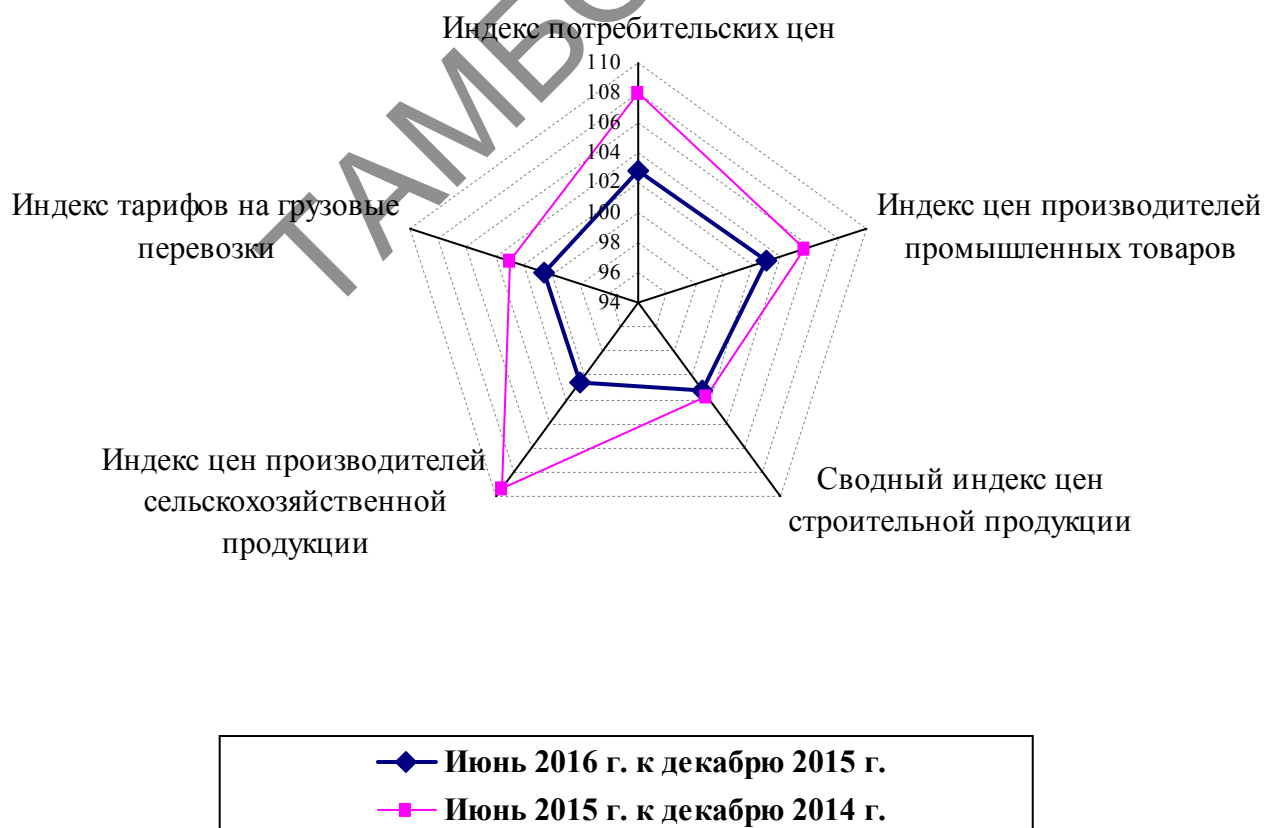 ТАМБО
Индекс потребительских цен
110
108
106
104
102
100
98
96
94
Индекс тарифов на грузовые
перевозки
Индекс цен производителей
промышленных товаров
Индекс цен производителей
сельскохозяйственной
продукции
Сводный индекс цен
строительной продукции
Июнь 2016 г. к декабрю 2015 г.
Июнь 2015 г. к декабрю 2014 г.